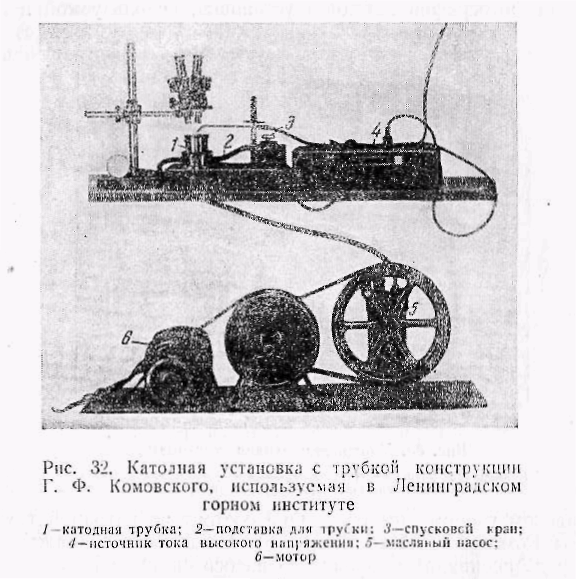 1
2
3
4
5
6
Рис. 32. Катодная установка с трубкой конструкции
Г. Ф. Комовского, используемая в Ленинградском
горном институте
1—катодная трубка; 2—подставка для трубки; 3—спусковой кран;
4—источник тока высокого напряжения; 5—масляный насос;
6—мотор